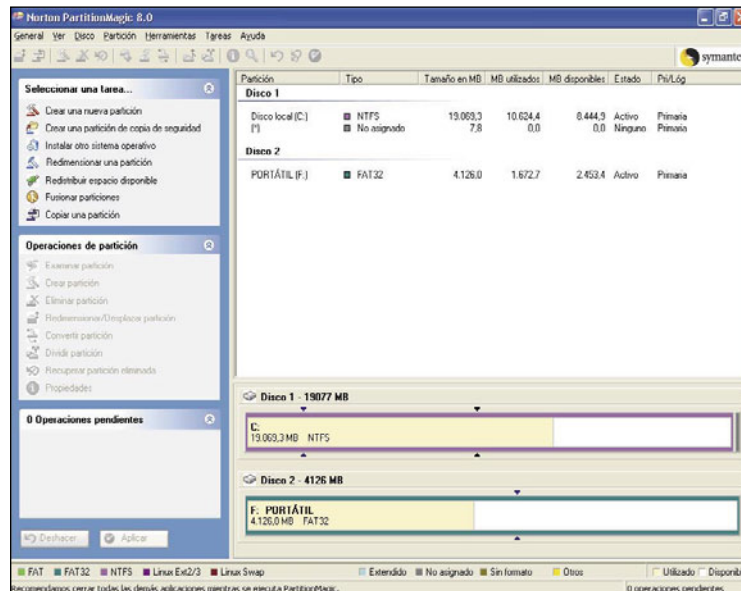 Norton PartitionMagic 8.0
General Ver Disco Partición Herramientas Tareas Ayuda
symantec
Seleccionar una tarea...
Crear una nueva partición
Crear una partición de copia de seguridad
Instalar otro sistema operativo
Redimensionar una partición
Redistribuir espacio disponible
Fusionar particiones
Copiar una partición
Operaciones de partición
Examinar partición
Crear partición
Eliminar partición
Redimensionar/Desplazar partición
Convertir partición
Dividir partición
Recuperar partición eliminada
Propiedades
0 Operaciones pendientes
Deshacer Aplicar
Partición Tipo Tamaño en MB MB utilizados MB disponibles Estado Pri/Lóg
Disco 1
Disco local (C:) NTFS 19.069,3 10.624,4 8.444,9 Activo Primaria
(*) No asignado 7,8 0,0 0,0 Ninguno Primaria
Disco 2
PORTÁTIL (F:) FAT32 4.126,0 1.672,7 2.453,4 Activo Primaria
Disco 1 - 19077 MB
C:
19.069,3 MB NTFS
Disco 2 - 4126 MB
F: PORTÁTIL
4.126,0 MB FAT32
FAT FAT32 NTFS Linux Ext2/3 Linux Swap Extendido No asignado Sin formato Otros Utilizado Disponib
Recomendamos cerrar todas las demás aplicaciones mientras se ejecuta PartitionMagic. 0 operaciones pendientes